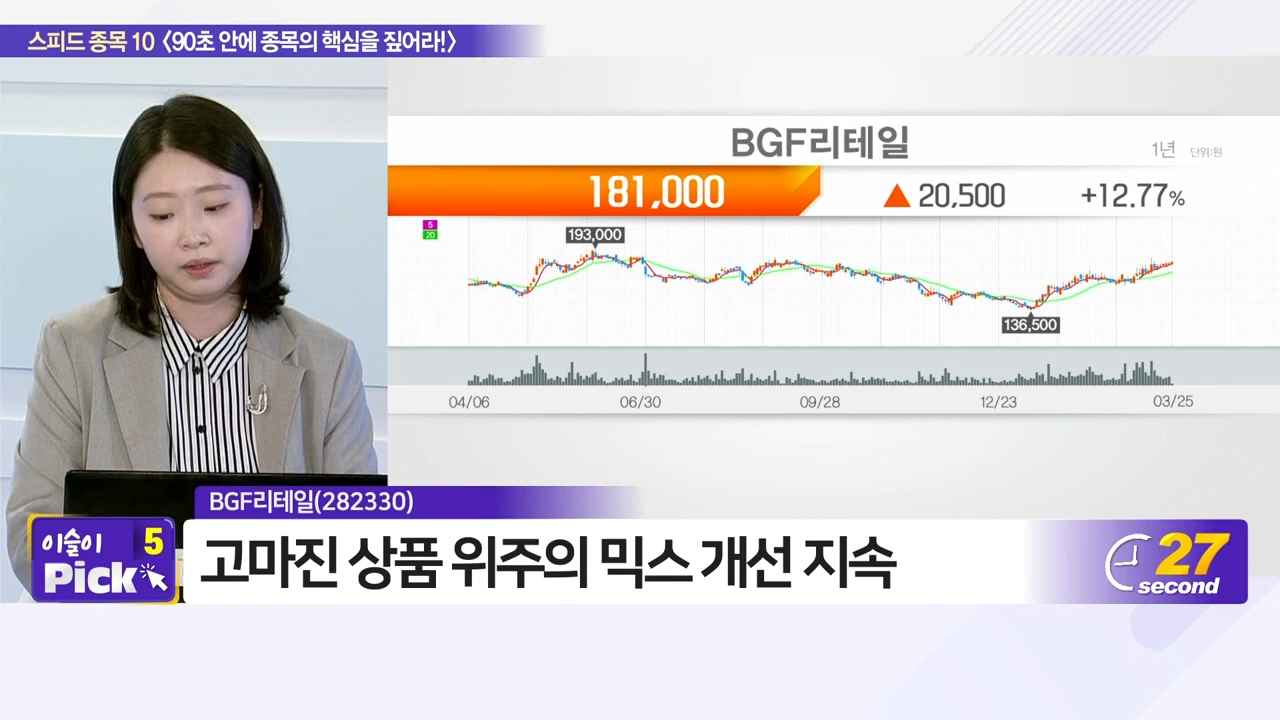 스피드 종목 10 〈90초 안에 종목의 핵심을 짚어라!〉
BGF리테일
1년 단위:원
181,000 ▲ 20,500 +12.77%
5
20
193,000
136,500
04/06 06/30 09/28 12/23 03/25
BGF리테일(282330)
이슬이 5
Pick
고마진 상품 위주의 믹스 개선 지속
27
second